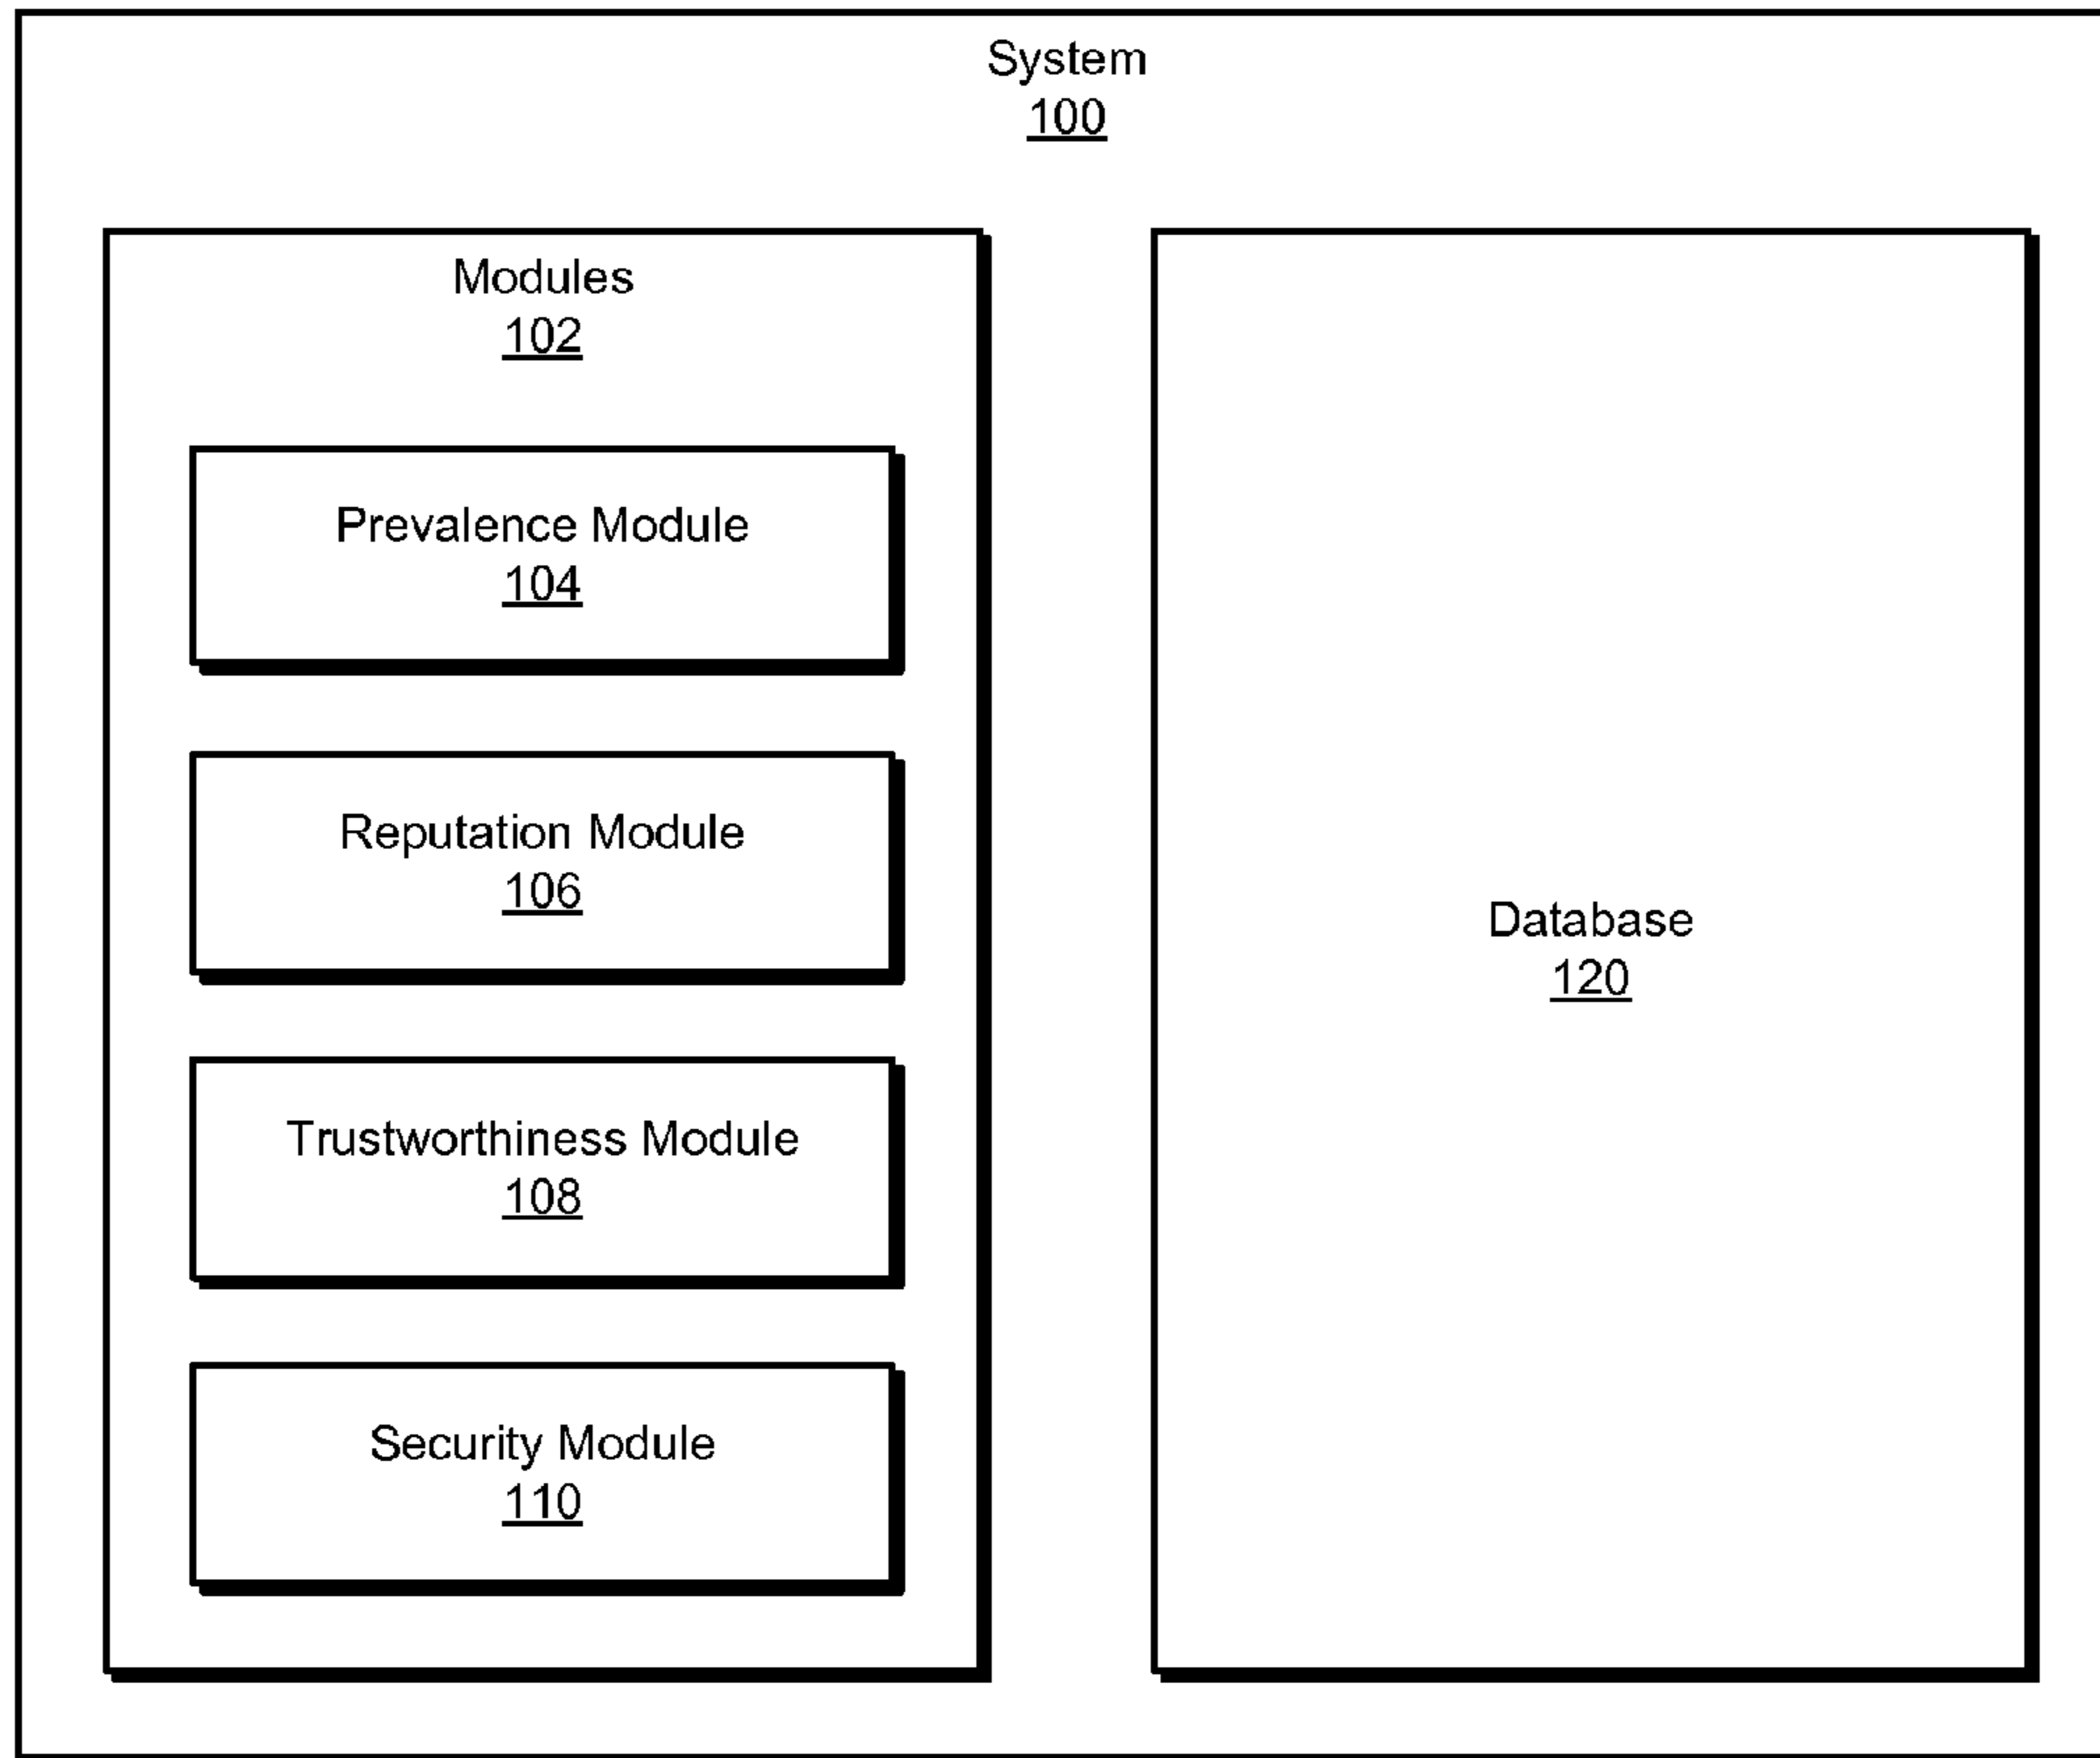 System
100
Modules
102
Prevalence Module
104
Reputation Module
106
Trustworthiness Module
108
Security Module
110
Database
120